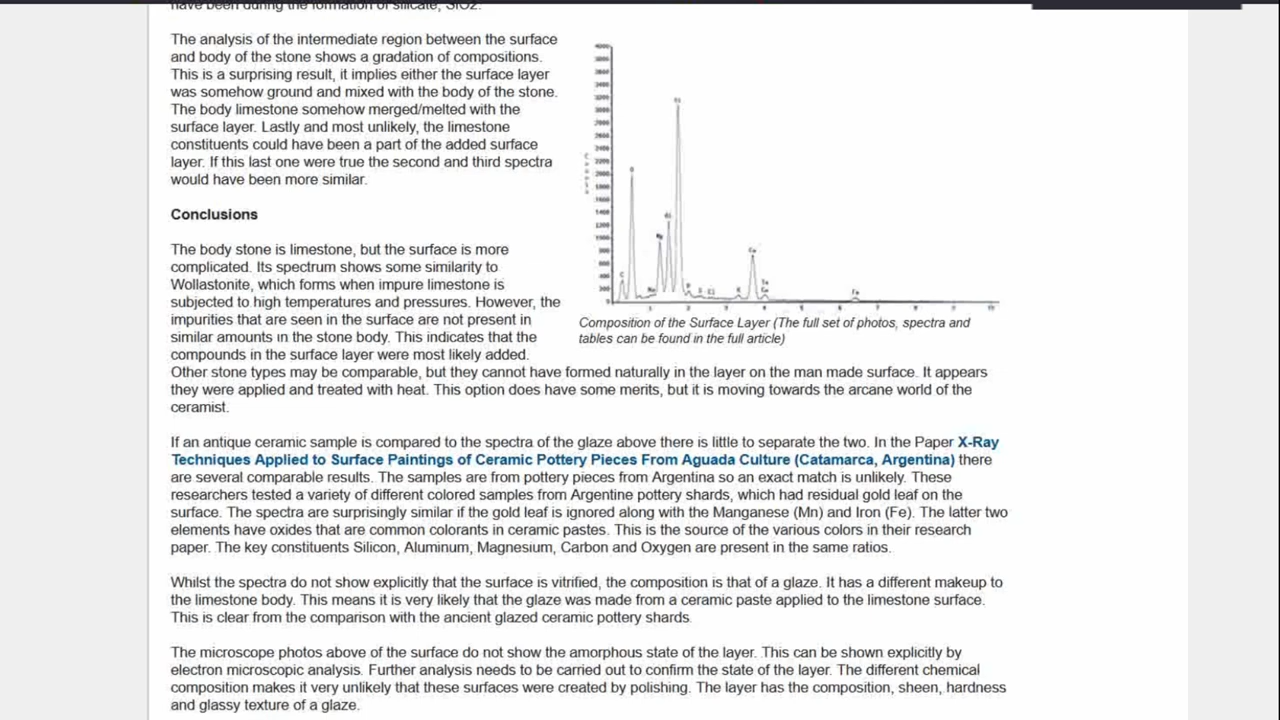 have been during the formation of silicate, SiO2.
The analysis of the intermediate region between the surface
and body of the stone shows a gradation of compositions.
This is a surprising result, it implies either the surface layer
was somehow ground and mixed with the body of the stone.
The body limestone somehow merged/melted with the
surface layer. Lastly and most unlikely, the limestone
constituents could have been a part of the added surface
layer. If this last one were true the second and third spectra
would have been more similar.
Conclusions
The body stone is limestone, but the surface is more
complicated. Its spectrum shows some similarity to
Wollastonite, which forms when impure limestone is
subjected to high temperatures and pressures. However, the
impurities that are seen in the surface are not present in
similar amounts in the stone body. This indicates that the
compounds in the surface layer were most likely added.
Composition of the Surface Layer (The full set of photos, spectra and
tables can be found in the full article)
Other stone types may be comparable, but they cannot have formed naturally in the layer on the man made surface. It appears
they were applied and treated with heat. This option does have some merits, but it is moving towards the arcane world of the
ceramist.
If an antique ceramic sample is compared to the spectra of the glaze above there is little to separate the two. In the Paper X-Ray
Techniques Applied to Surface Paintings of Ceramic Pottery Pieces From Aguada Culture (Catamarca, Argentina) there
are several comparable results. The samples are from pottery pieces from Argentina so an exact match is unlikely. These
researchers tested a variety of different colored samples from Argentine pottery shards, which had residual gold leaf on the
surface. The spectra are surprisingly similar if the gold leaf is ignored along with the Manganese (Mn) and Iron (Fe). The latter two
elements have oxides that are common colorants in ceramic pastes. This is the source of the various colors in their research
paper. The key constituents Silicon, Aluminum, Magnesium, Carbon and Oxygen are present in the same ratios.
Whilst the spectra do not show explicitly that the surface is vitrified, the composition is that of a glaze. It has a different makeup to
the limestone body. This means it is very likely that the glaze was made from a ceramic paste applied to the limestone surface.
This is clear from the comparison with the ancient glazed ceramic pottery shards.
The microscope photos above of the surface do not show the amorphous state of the layer. This can be shown explicitly by
electron microscopic analysis. Further analysis needs to be carried out to confirm the state of the layer. The different chemical
composition makes it very unlikely that these surfaces were created by polishing. The layer has the composition, sheen, hardness
and glassy texture of a glaze.